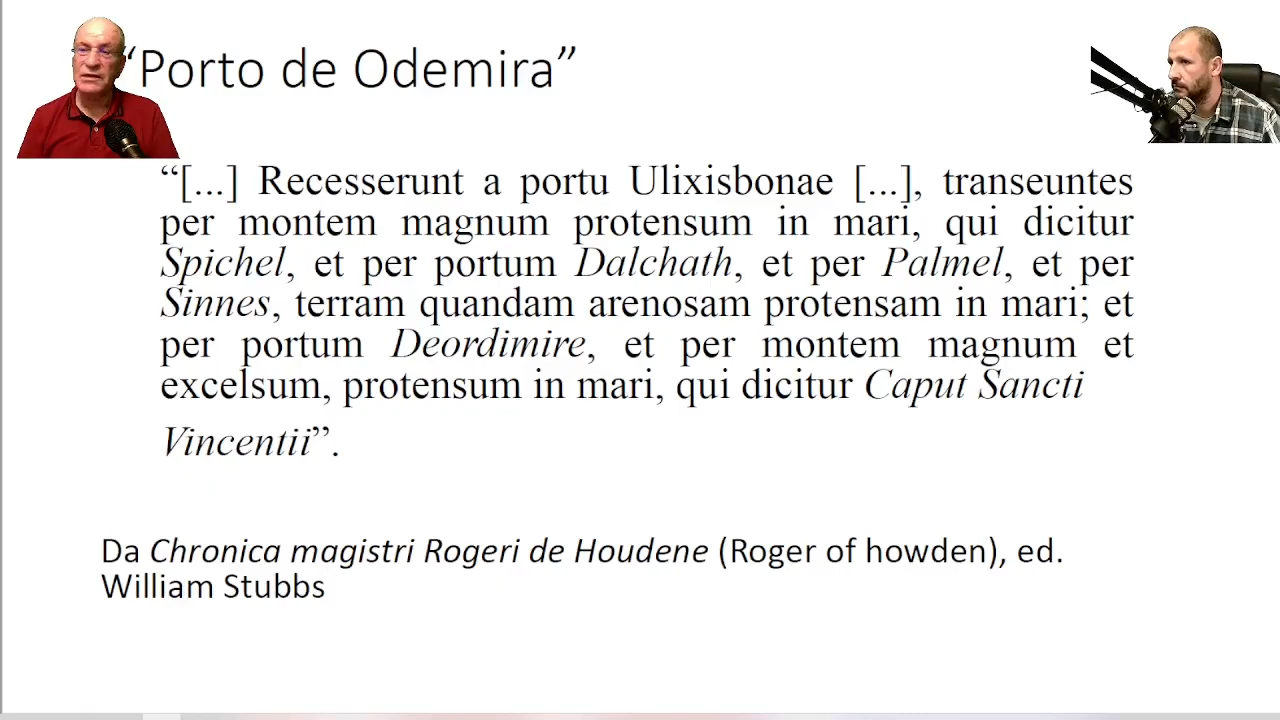 “Porto de Odemira”
“[...] Recesserunt a portu Ulixisbonae [...], transeuntes
per montem magnum protensum in mari, qui dicitur
Spichel, et per portum Dalchath, et per Palmel, et per
Sinnes, terram quandam arenosam protensam in mari; et
per portum Deordimire, et per montem magnum et
excelsum, protensum in mari, qui dicitur Caput Sancti
Vincentii”.
Da Chronica magistri Rogeri de Houdene (Roger of howden), ed.
William Stubbs